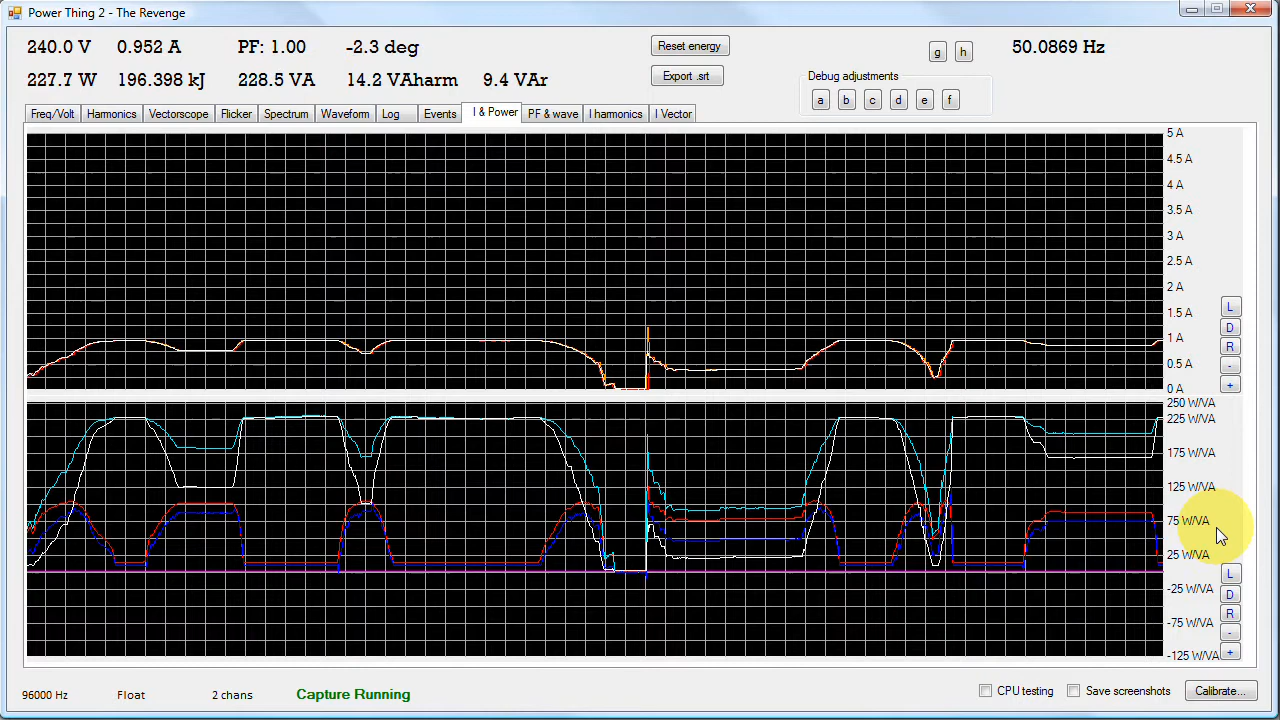 Power Thing 2 - The Revenge
240.0 V 0.952 A PF: 1.00 -2.3 deg
227.7 W 196.398 kJ 228.5 VA 14.2 VAharm 9.4 VAr
Reset energy
Export .srt
g h
50.0869 Hz
Debug adjustments
a b c d e f
Freq/Volt Harmonics Vectorscope Flicker Spectrum Waveform Log Events I & Power PF & wave I harmonics I Vector
5 A
4.5 A
4 A
3.5 A
3 A
2.5 A
2 A
1.5 A
1 A
0.5 A
0 A
L
D
R
-
+
250 W/VA
225 W/VA
175 W/VA
125 W/VA
75 W/VA
25 W/VA
-25 W/VA
-75 W/VA
-125 W/VA
L
D
R
-
+
96000 Hz Float 2 chans Capture Running
CPU testing Save screenshots Calibrate...